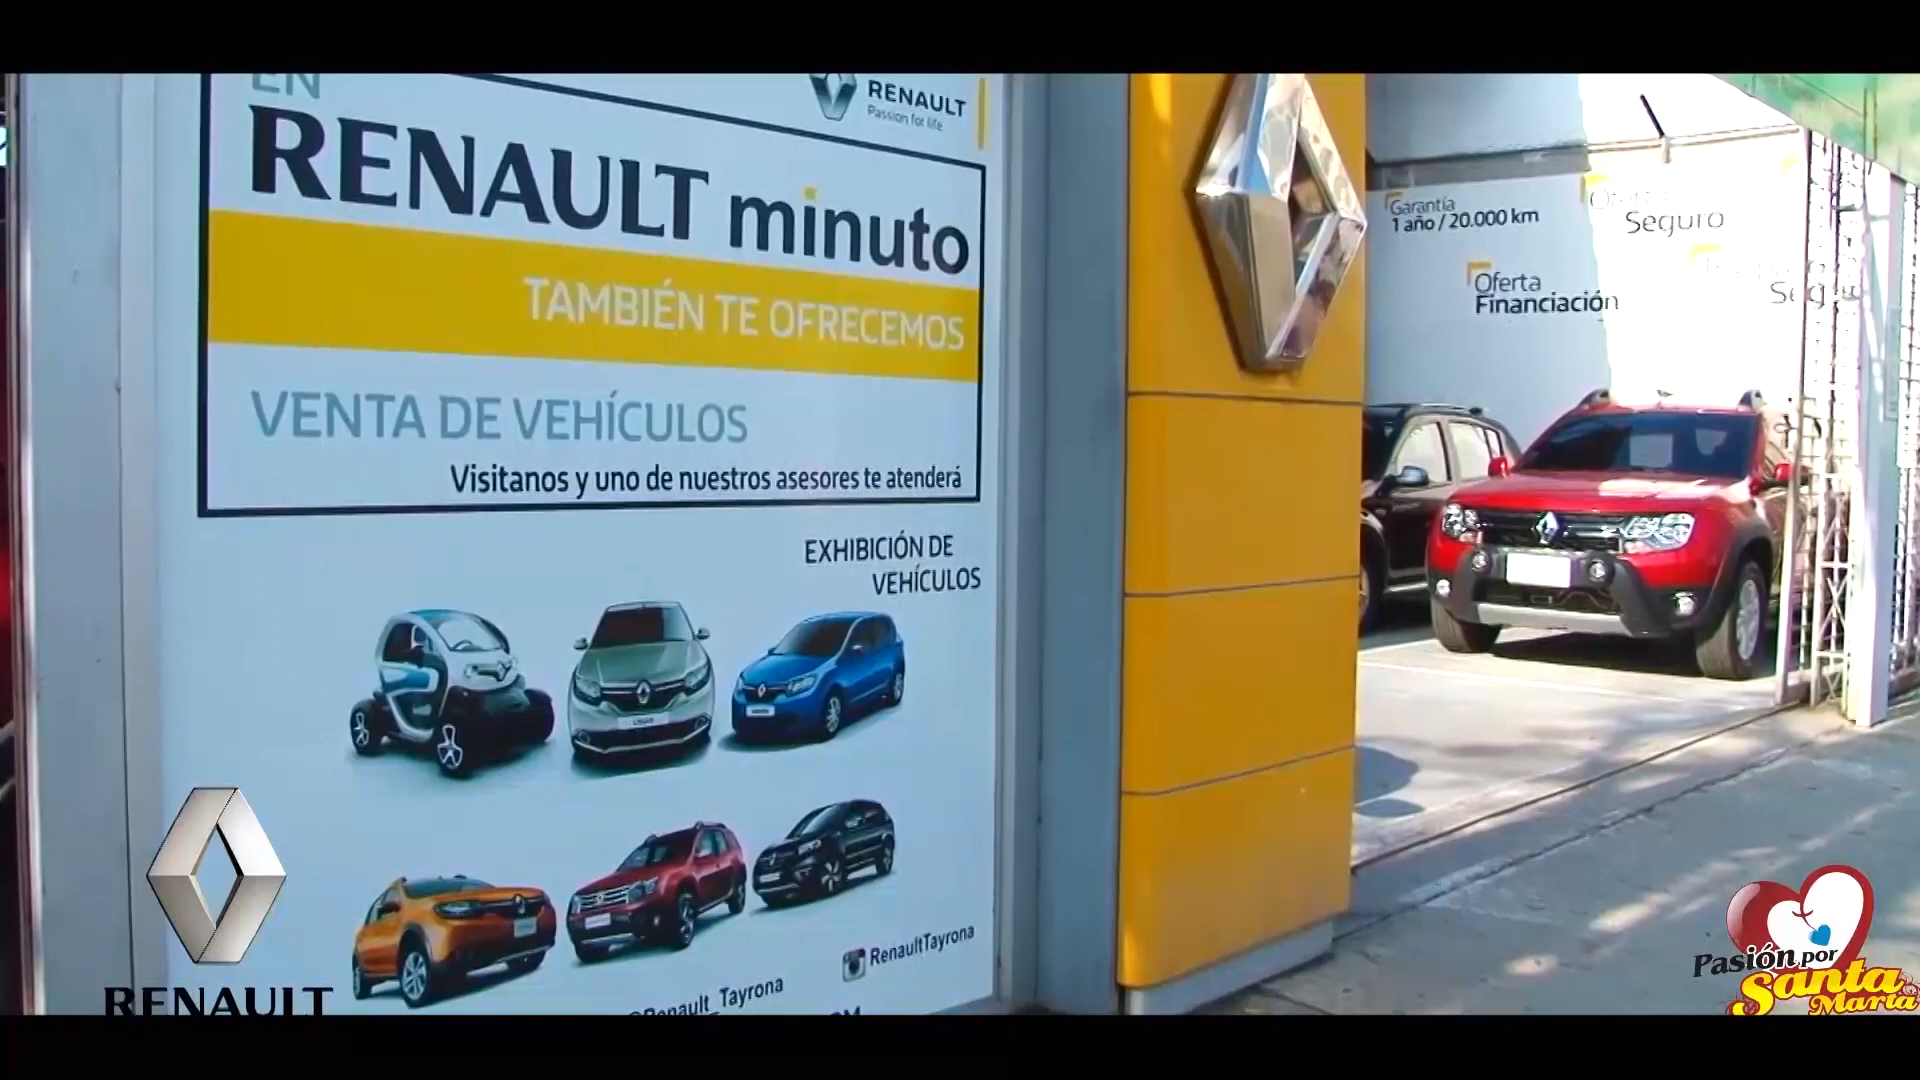 EN
RENAULT minuto
TAMBIÉN TE OFRECEMOS
VENTA DE VEHÍCULOS
Visitanos y uno de nuestros asesores te atenderá
RENAULT
Passion for life
EXHIBICIÓN DE
VEHÍCULOS
RenaultTayrona
@Renault_Tayrona
Garantía
1 año / 20.000 km
Oferta
Seguro
Oferta
Financiación
RENAULT
Pasión por
Santa
Marta